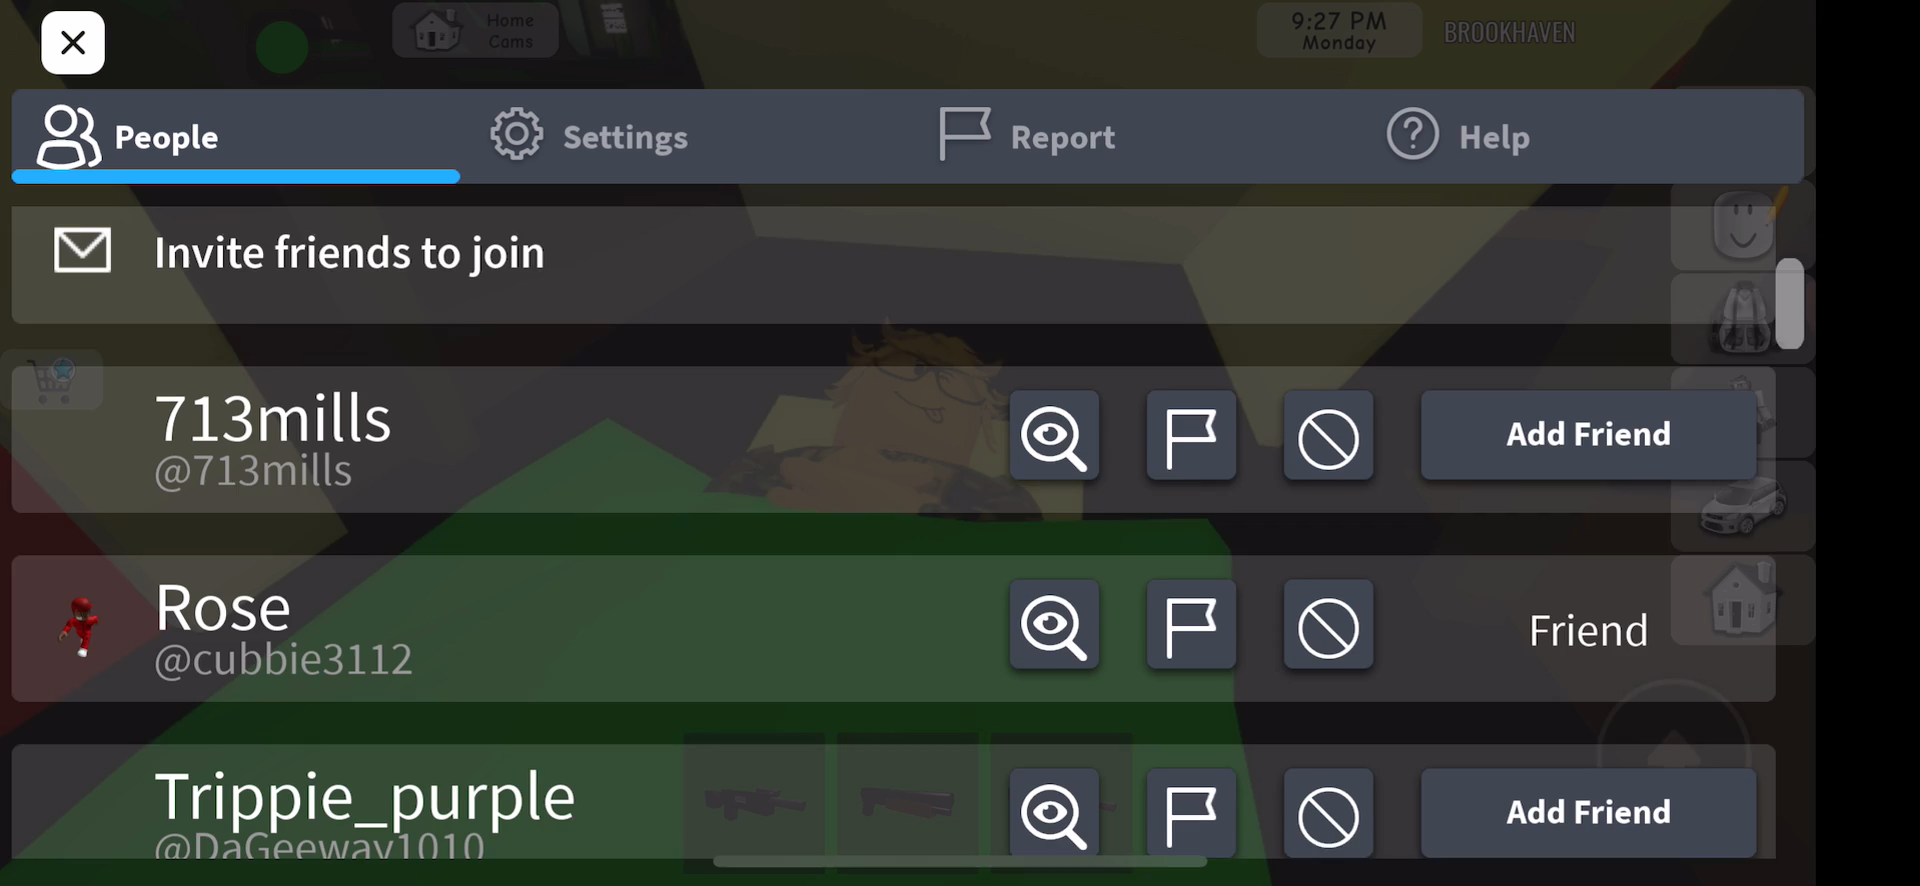 Home
Cams
9:27 PM
Monday
BROOKHAVEN
People
Settings
Report
Help
Invite friends to join
713mills
@713mills
Add Friend
Rose
@cubbie3112
Friend
Trippie_purple
@DaGeeway1010
Add Friend